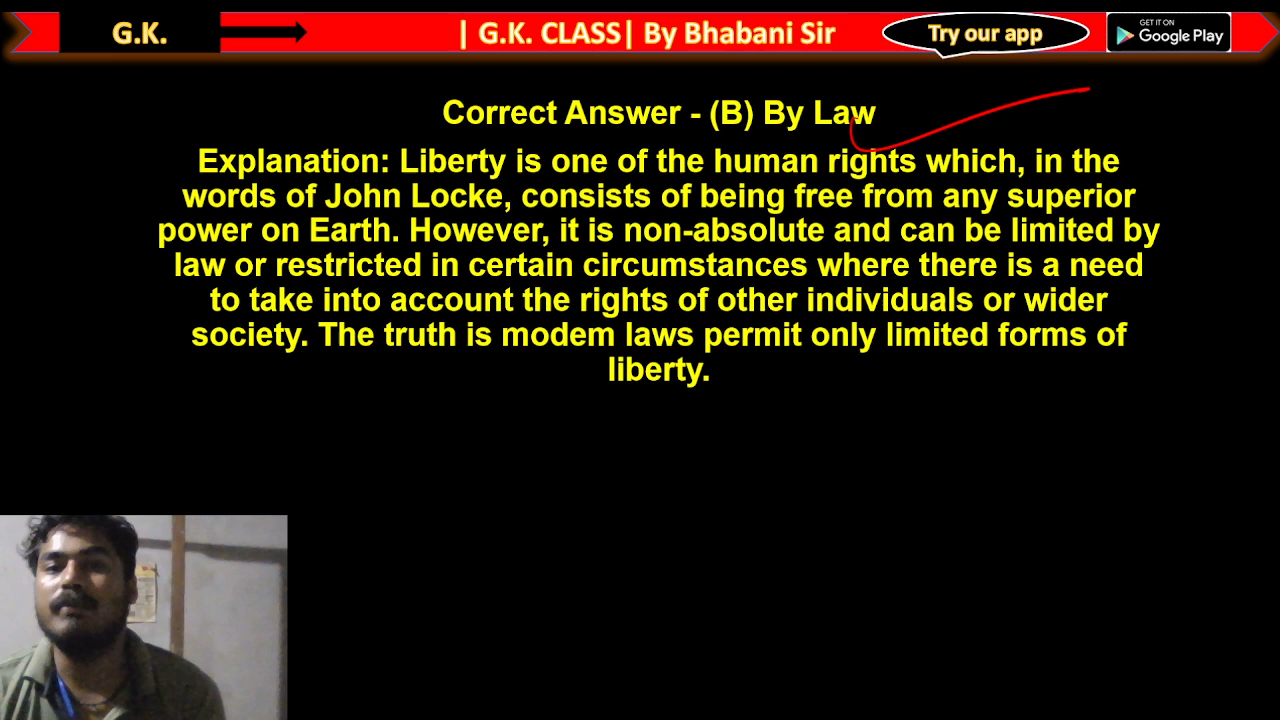 G.K.
| G.K. CLASS| By Bhabani Sir
Try our app
GET IT ON
Google Play
Correct Answer - (B) By Law
Explanation: Liberty is one of the human rights which, in the
words of John Locke, consists of being free from any superior
power on Earth. However, it is non-absolute and can be limited by
law or restricted in certain circumstances where there is a need
to take into account the rights of other individuals or wider
society. The truth is modem laws permit only limited forms of
liberty.